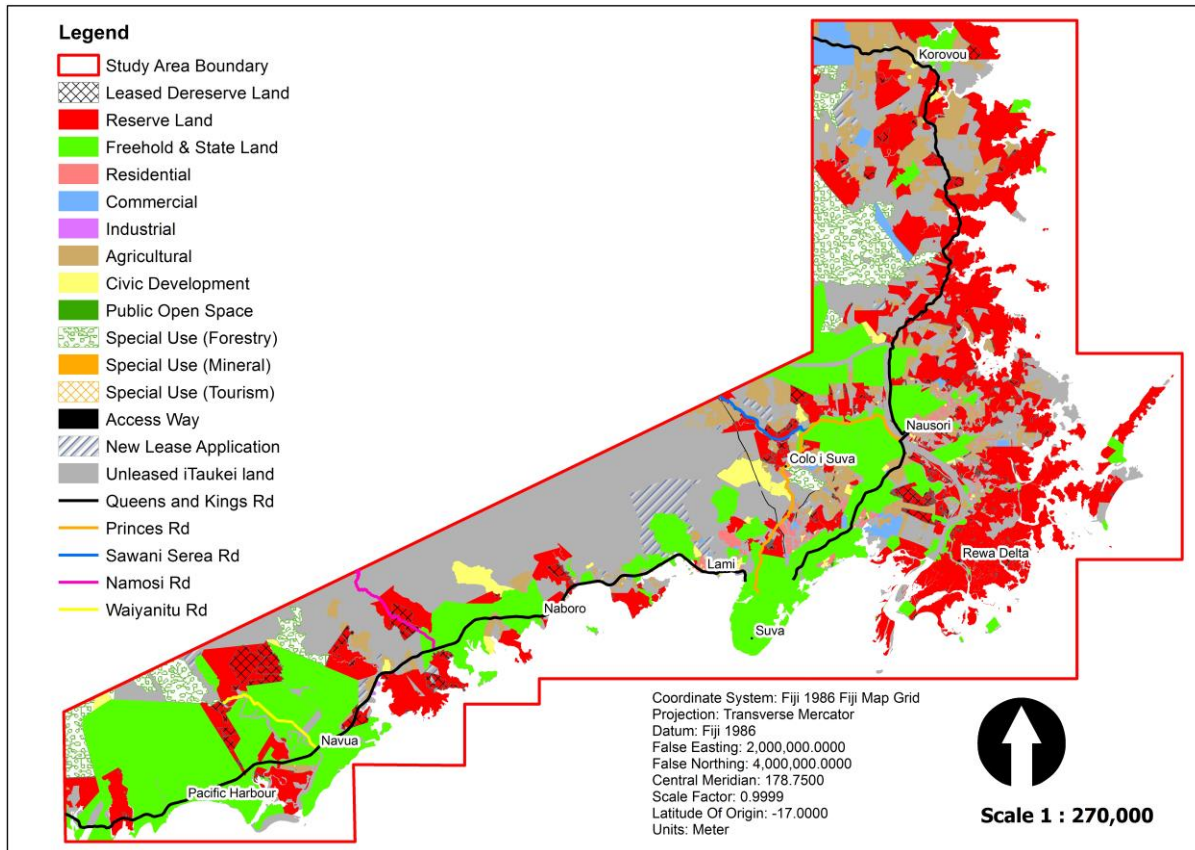 Legend
Study Area Boundary
Leased Dereserve Land
Reserve Land
Freehold & State Land
Residential
Commercial
Industrial
Agricultural
Civic Development
Public Open Space
Special Use (Forestry)
Special Use (Mineral)
Special Use (Tourism)
Access Way
New Lease Application
Unleased iTaukei land
Queens and Kings Rd
Princes Rd
Sawani Serea Rd
Namosi Rd
Waiyanitu Rd
Korovou
Nausori
Colo i Suva
Rewa Delta
Lami
Naboro
Suva
Navua
Pacific Harbour
Coordinate System: Fiji 1986 Fiji Map Grid
Projection: Transverse Mercator
Datum: Fiji 1986
False Easting: 2,000,000.0000
False Northing: 4,000,000.0000
Central Meridian: 178.7500
Scale Factor: 0.9999
Latitude Of Origin: -17.0000
Units: Meter
Scale 1 : 270,000